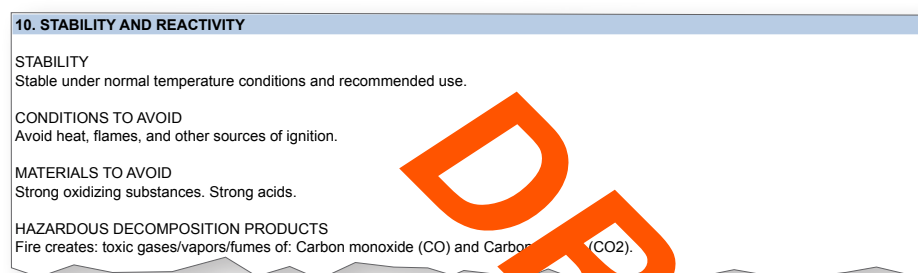 10. STABILITY AND REACTIVITY
STABILITY
Stable under normal temperature conditions and recommended use.
CONDITIONS TO AVOID
Avoid heat, flames, and other sources of ignition.
MATERIALS TO AVOID
Strong oxidizing substances. Strong acids.
HAZARDOUS DECOMPOSITION PRODUCTS
Fire creates: toxic gases/vapors/fumes of: Carbon monoxide (CO) and Carbon (CO2).
DR